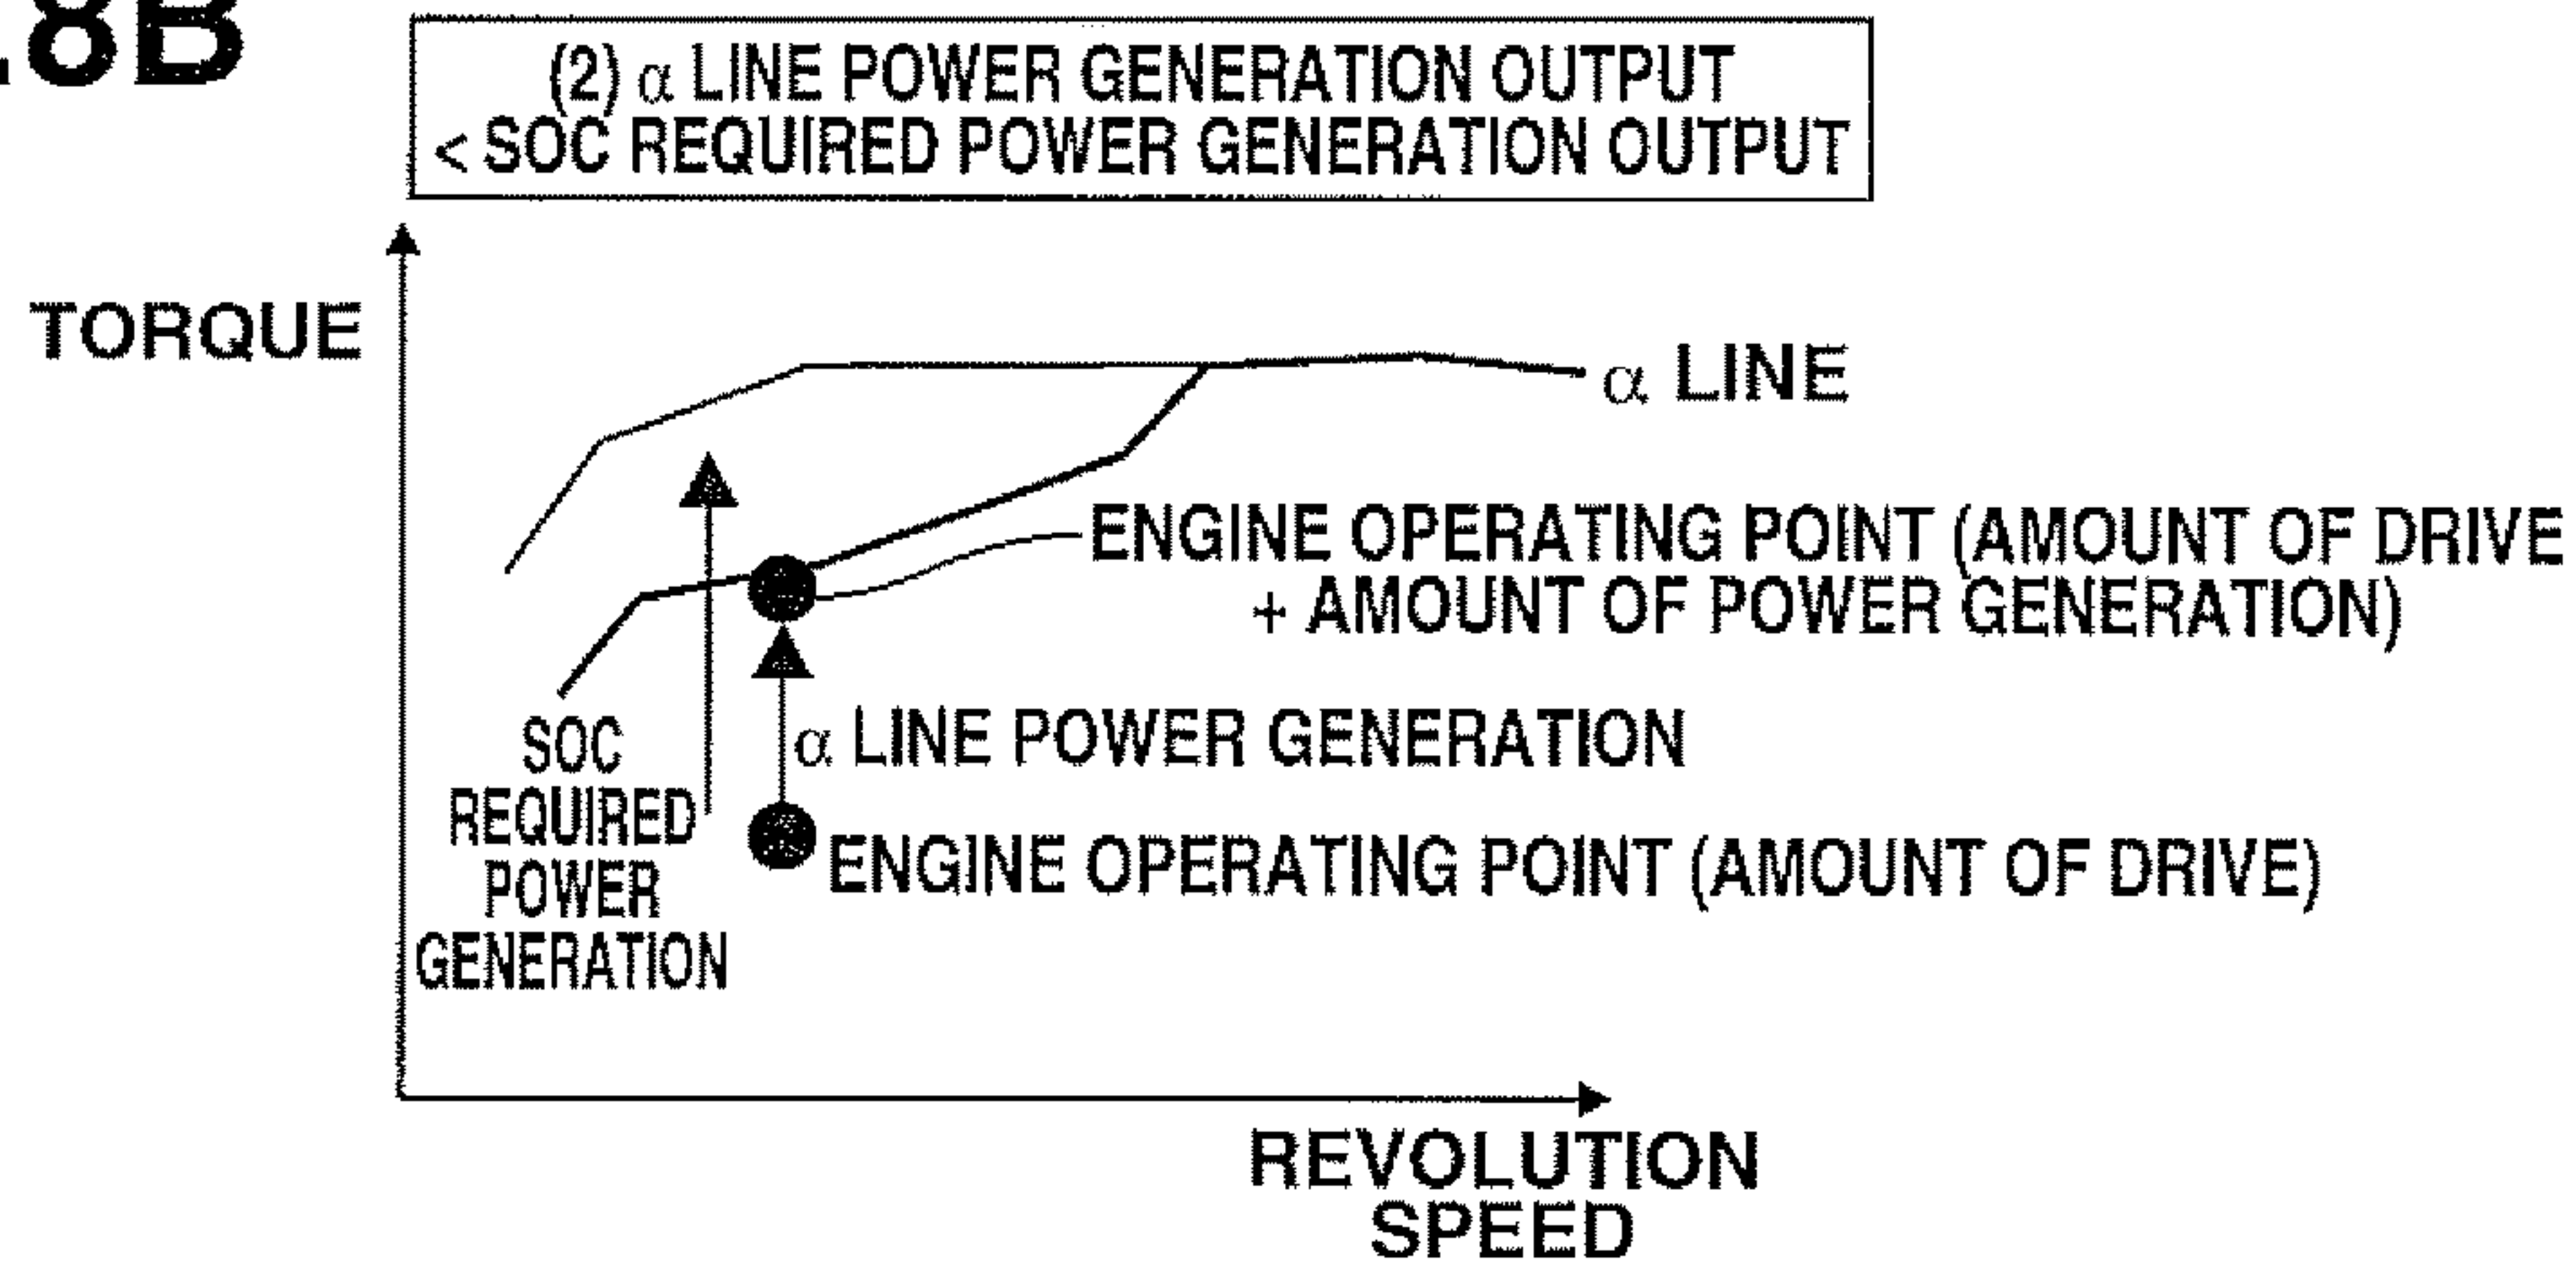 .8B
(2) α LINE POWER GENERATION OUTPUT
< SOC REQUIRED POWER GENERATION OUTPUT
TORQUE
α LINE
ENGINE OPERATING POINT (AMOUNT OF DRIVE
+ AMOUNT OF POWER GENERATION)
α LINE POWER GENERATION
SOC
REQUIRED
POWER
GENERATION
ENGINE OPERATING POINT (AMOUNT OF DRIVE)
REVOLUTION
SPEED